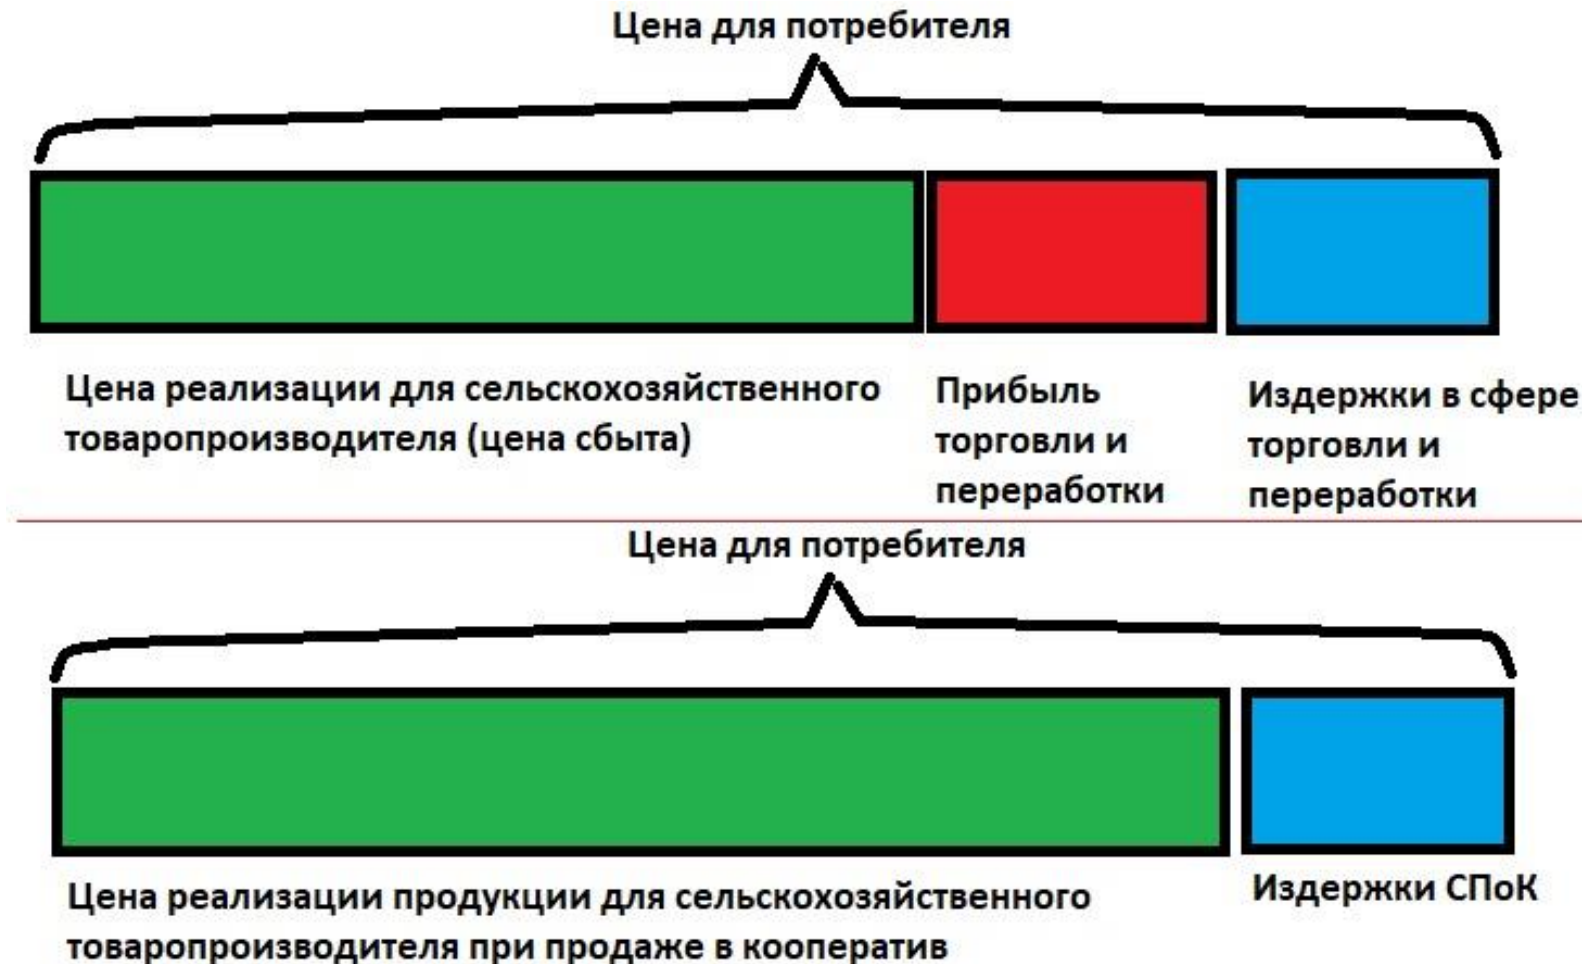 Цена для потребителя
Цена реализации для сельскохозяйственного
товаропроизводителя (цена сбыта)
Прибыль
торговли и
переработки
Издержки в сфере
торговли и
переработки
Цена для потребителя
Цена реализации продукции для сельскохозяйственного
товаропроизводителя при продаже в кооператив
Издержки СПоК